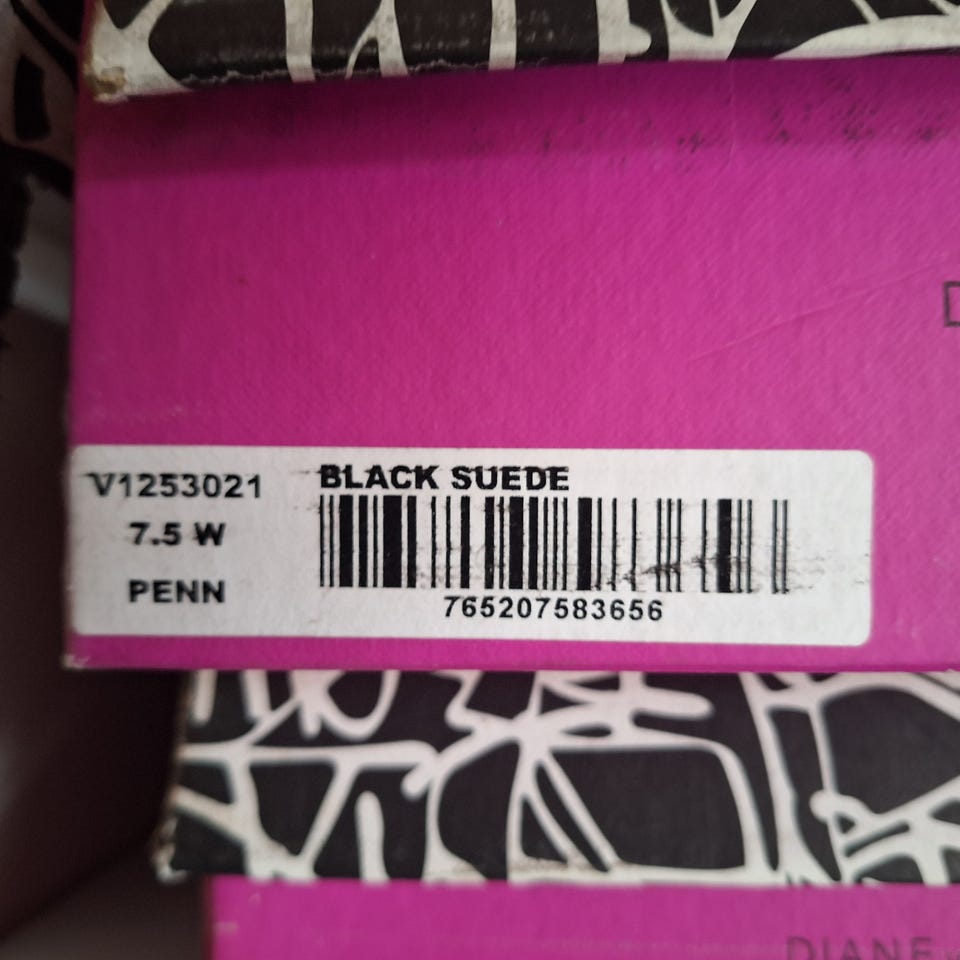 V1253021
7.5 W
PENN
BLACK SUEDE
765207583656
DIANE